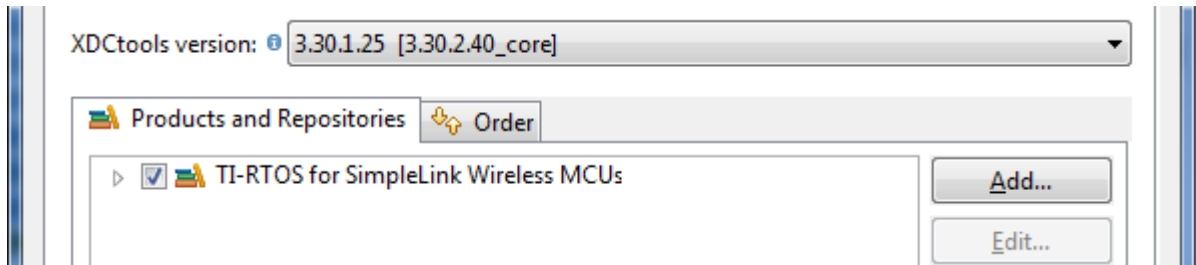 XDCtools version: 3.30.1.25 [3.30.2.40_core]
Products and Repositories Order
TI-RTOS for SimpleLink Wireless MCUs Add...
Edit...